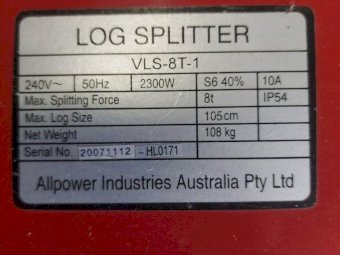 LOG SPLITTER
VLS-8T-1
240V~ 50Hz 2300W S6 40% 10A
Max. Splitting Force 8t IP54
Max. Log Size 105cm
Net Weight 108 kg
Serial No. 20071112 - HL0171
Allpower Industries Australia Pty Ltd